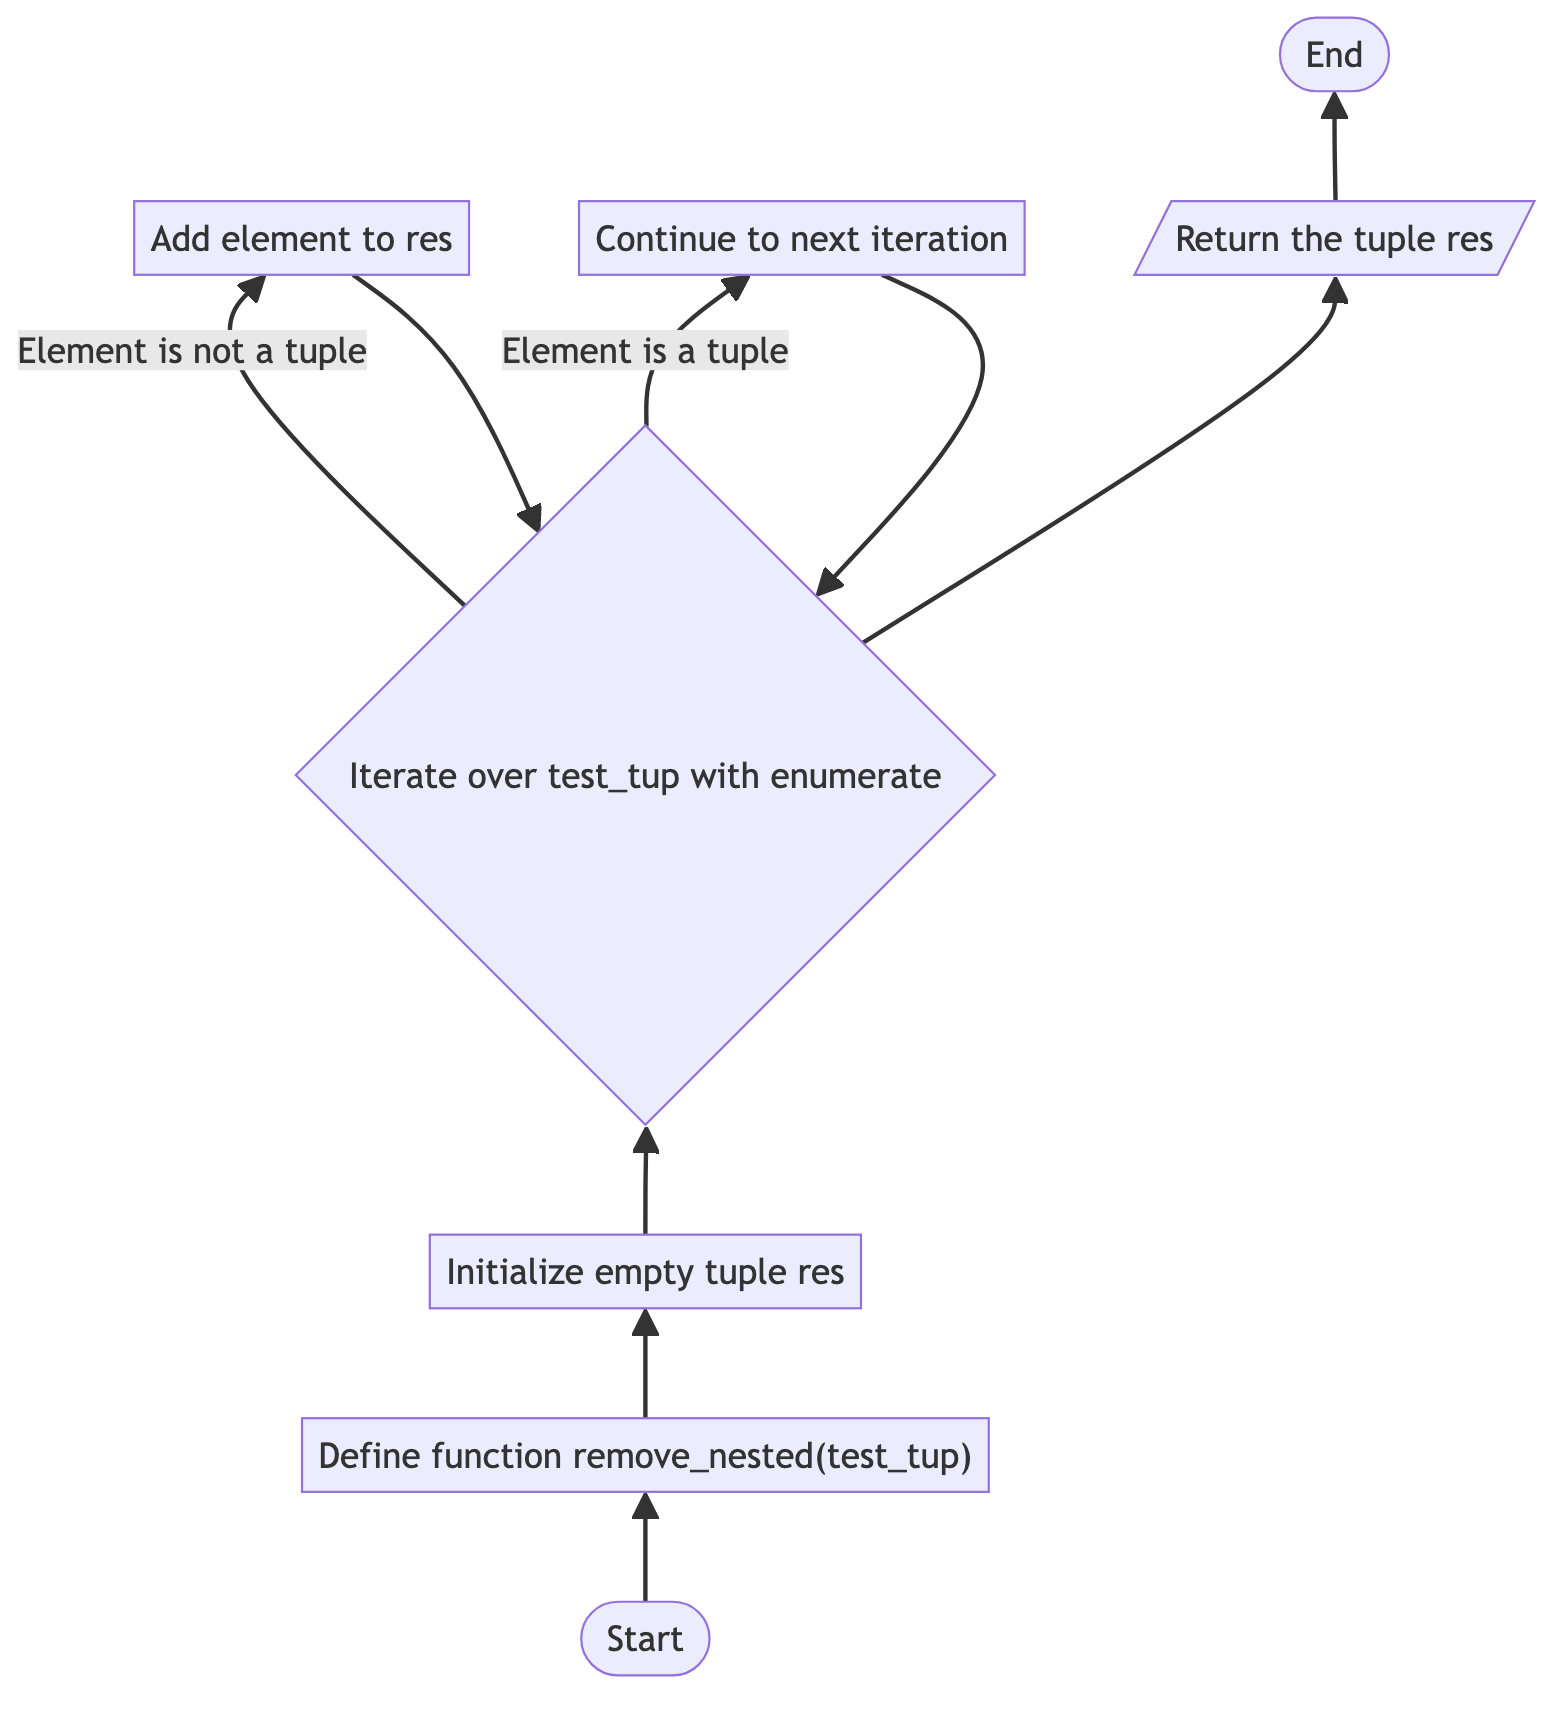 End
Add element to res
Continue to next iteration
Return the tuple res
Element is not a tuple
Element is a tuple
Iterate over test_tup with enumerate
Initialize empty tuple res
Define function remove_nested(test_tup)
Start